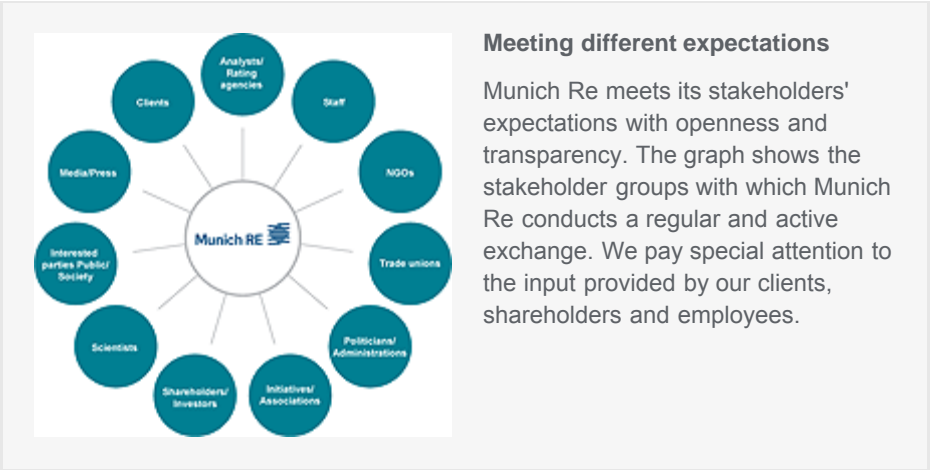 Analysts/
Rating
agencies
Staff
NGOs
Trade unions
Politicians/
Administrations
Initiatives/
Associations
Shareholders/
Investors
Scientists
Interested
parties Public/
Society
Media/Press
Clients
Munich RE
Meeting different expectations
Munich Re meets its stakeholders'
expectations with openness and
transparency. The graph shows the
stakeholder groups with which Munich
Re conducts a regular and active
exchange. We pay special attention to
the input provided by our clients,
shareholders and employees.